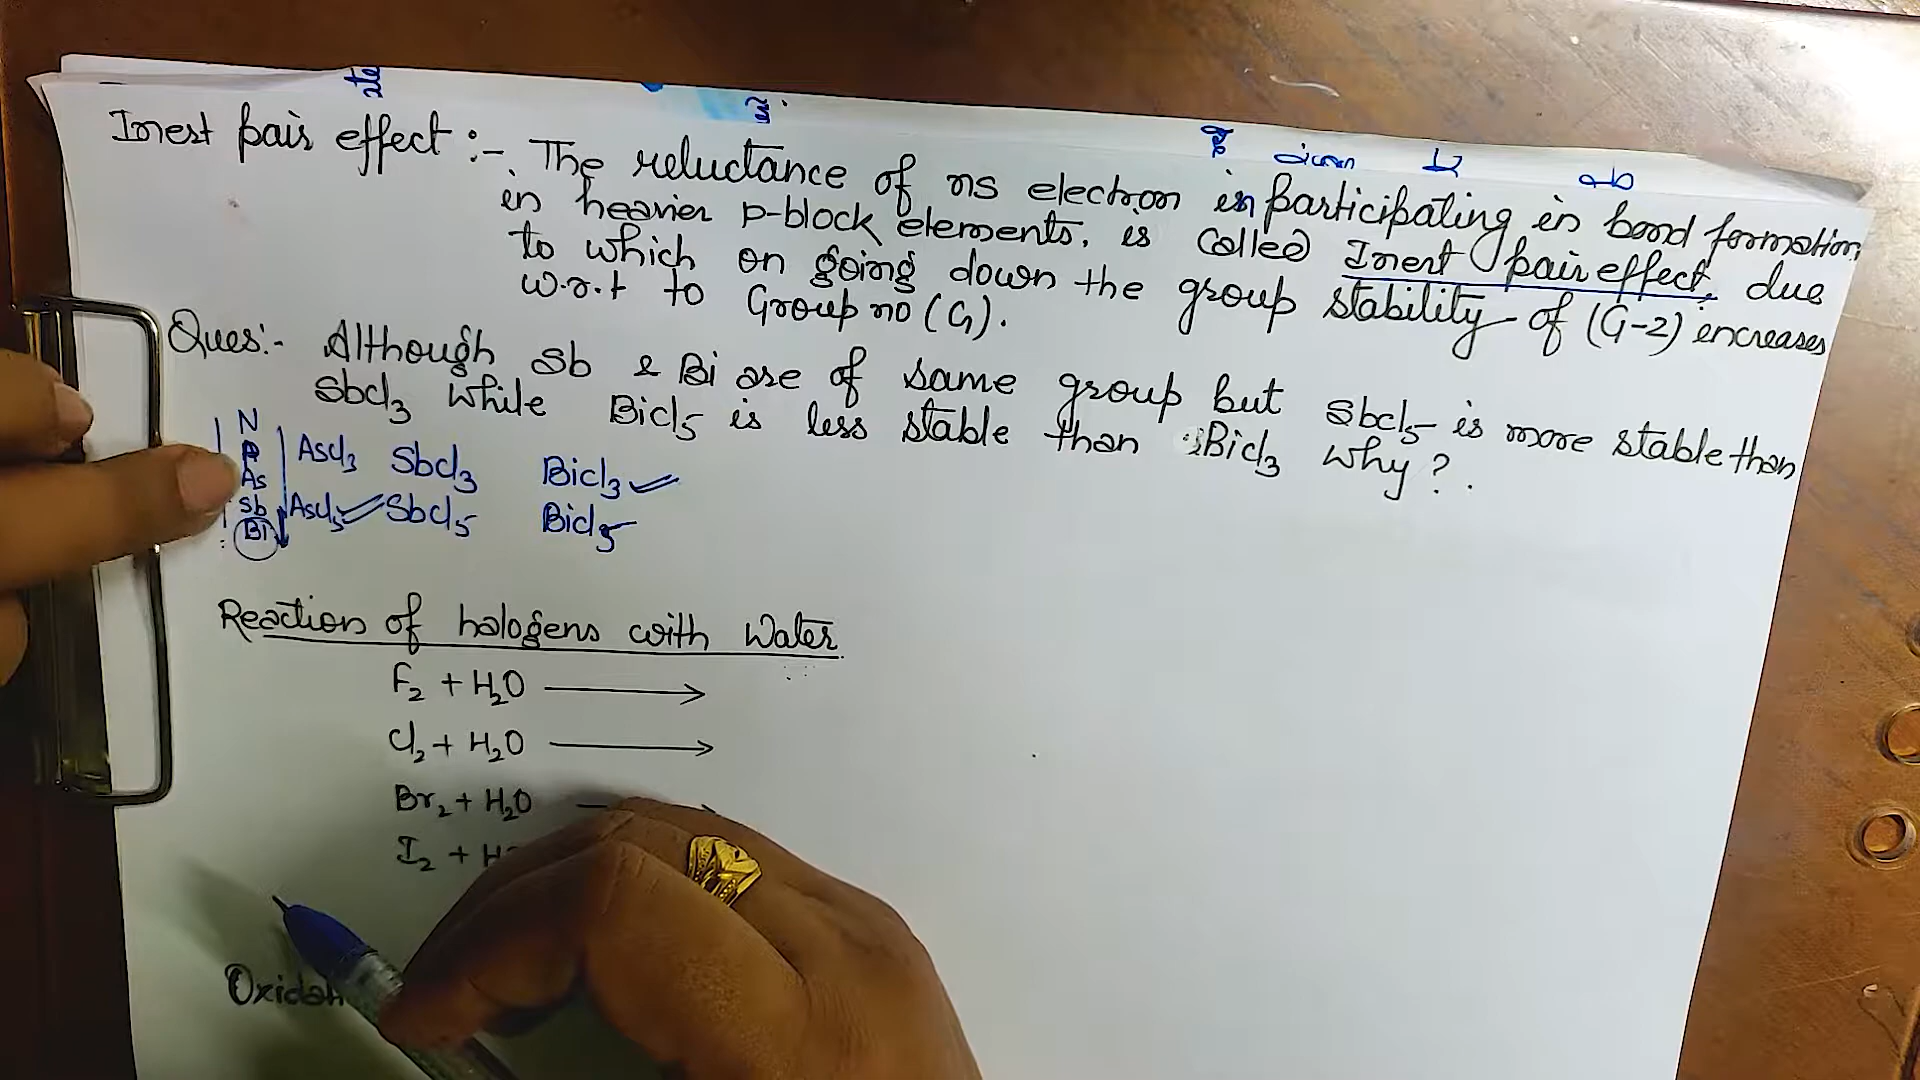 Inert pair effect :- The reluctance of ns electron in participating in bond formation
in heavier p-block elements. is called Inert pair effect, due
to which on going down the group stability of (G-2) increases
w.r.t to Group no (G).
Ques:- Although Sb & Bi are of same group but SbCl5 is more stable than
SbCl3 while BiCl5 is less stable than BiCl3 why?.
N
P
As
Sb
Bi
AsCl3 SbCl3 BiCl3 ✓
AsCl5 ✓ SbCl5 BiCl5
Reaction of halogens with Water
F2 + H2O ⟶
Cl2 + H2O ⟶
Br2 + H2O
I2 +